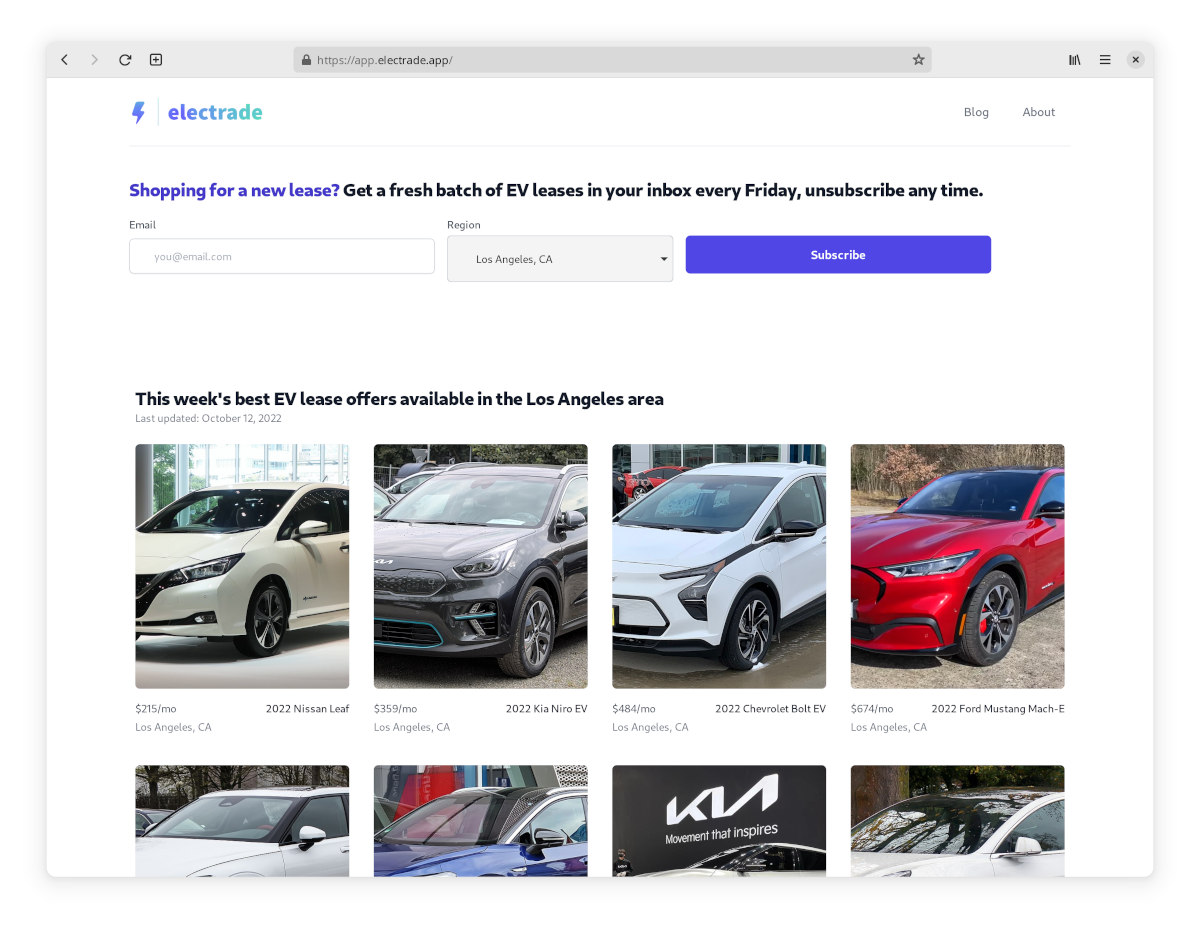 https://app.electrade.app/
electrade
Blog
About
Shopping for a new lease? Get a fresh batch of EV leases in your inbox every Friday, unsubscribe any time.
Email
Region
you@email.com
Los Angeles, CA
Subscribe
This week's best EV lease offers available in the Los Angeles area
Last updated: October 12, 2022
$215/mo
2022 Nissan Leaf
Los Angeles, CA
$359/mo
2022 Kia Niro EV
Los Angeles, CA
$484/mo
2022 Chevrolet Bolt EV
Los Angeles, CA
$674/mo
2022 Ford Mustang Mach-E
Los Angeles, CA
KIA
Movement that inspires